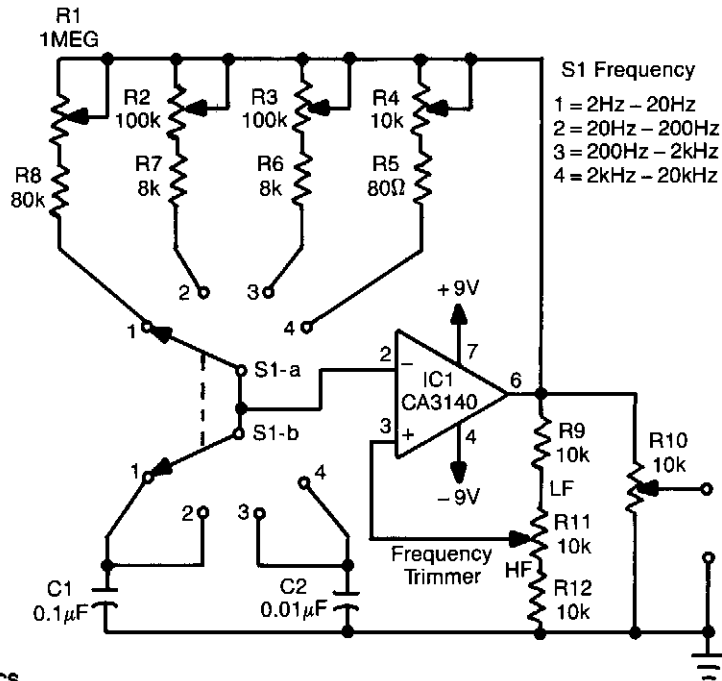 R1
1MEG
R2
100k
R3
100k
R4
10k
S1 Frequency
1 = 2Hz – 20Hz
2 = 20Hz – 200Hz
3 = 200Hz – 2kHz
4 = 2kHz – 20kHz
R8
80k
R7
8k
R6
8k
R5
80Ω
1
2
3
4
S1-a
S1-b
+9V
7
2
–
IC1
CA3140
6
3
+
4
–9V
R9
10k
LF
R10
10k
R11
10k
Frequency
Trimmer
HF
R12
10k
1
2
3
4
C1
0.1μF
C2
0.01μF